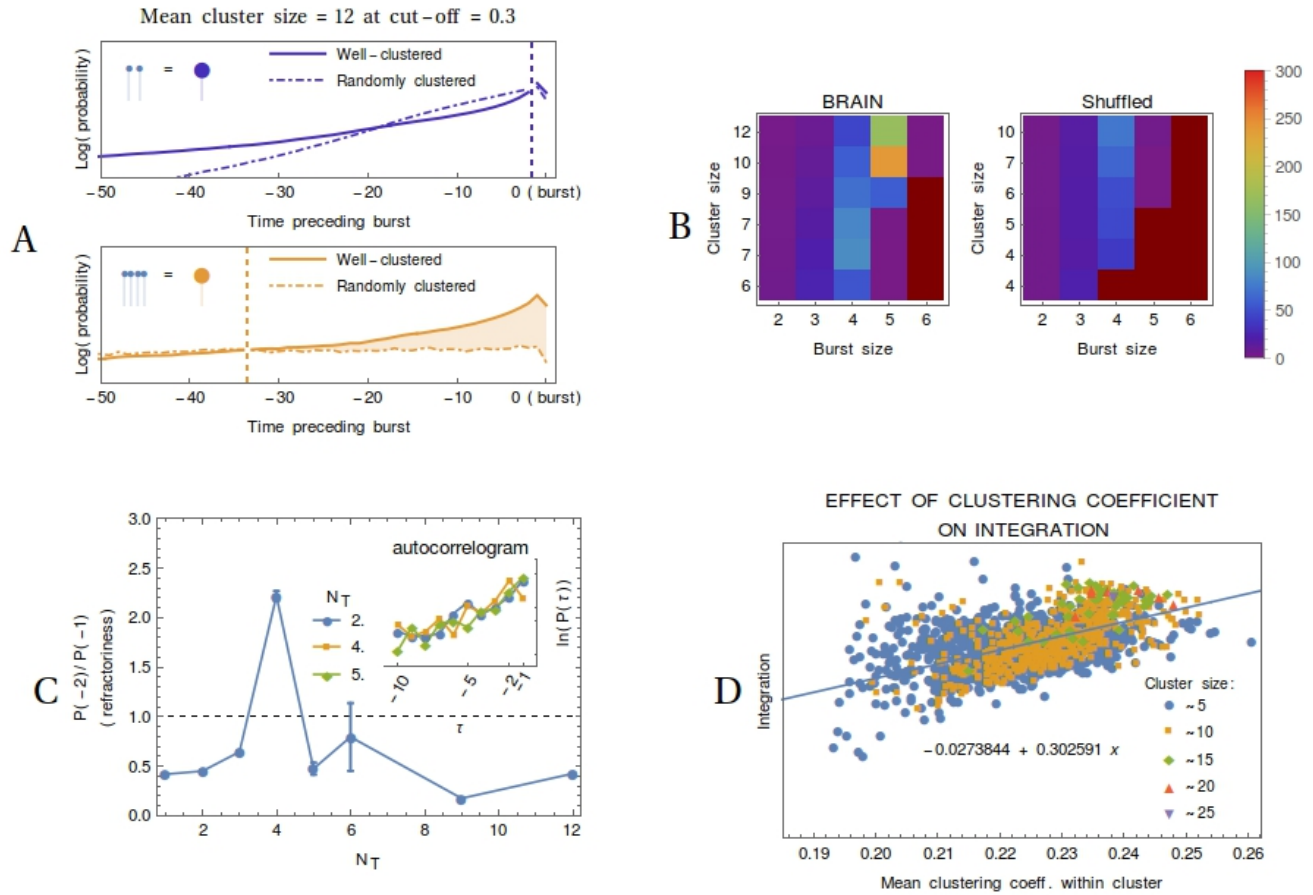 Mean cluster size = 12 at cut-off = 0.3
Log( probability)
=
Well-clustered
Randomly clustered
-50 -40 -30 -20 -10 0 ( burst)
Time preceding burst
A
Log( probability)
=
Well-clustered
Randomly clustered
-50 -40 -30 -20 -10 0 ( burst)
Time preceding burst
B
BRAIN
Cluster size
12
10
9
7
7
6
2 3 4 5 6
Burst size
Shuffled
Cluster size
10
7
6
5
4
4
2 3 4 5 6
Burst size
300
250
200
150
100
50
0
C
P( -2)/ P( -1)
( refractoriness)
3.0
2.5
2.0
1.5
1.0
0.5
0.0
autocorrelogram
NT
2.
4.
5.
ln( P( τ))
-10 -5 -2 -1
τ
2 4 6 8 10 12
NT
D
EFFECT OF CLUSTERING COEFFICIENT
ON INTEGRATION
Integration
Cluster size:
~5
~10
~15
~20
~25
-0.0273844 + 0.302591 x
0.19 0.20 0.21 0.22 0.23 0.24 0.25 0.26
Mean clustering coeff. within cluster